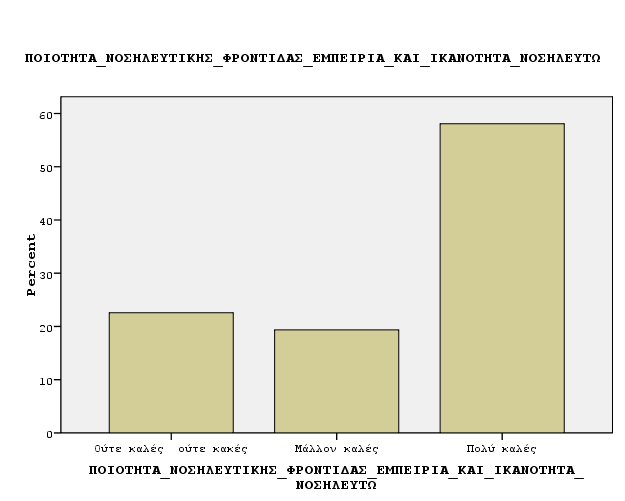 ΠΟΙΟΤΗΤΑ_ΝΟΣΗΛΕΥΤΙΚΗΣ_ΦΡΟΝΤΙΔΑΣ_ΕΜΠΕΙΡΙΑ_ΚΑΙ_ΙΚΑΝΟΤΗΤΑ_ΝΟΣΗΛΕΥΤΩ
60
50
40
30
20
10
0
Percent
Ούτε καλές ούτε κακές
Μάλλον καλές
Πολύ καλές
ΠΟΙΟΤΗΤΑ_ΝΟΣΗΛΕΥΤΙΚΗΣ_ΦΡΟΝΤΙΔΑΣ_ΕΜΠΕΙΡΙΑ_ΚΑΙ_ΙΚΑΝΟΤΗΤΑ_
ΝΟΣΗΛΕΥΤΩ